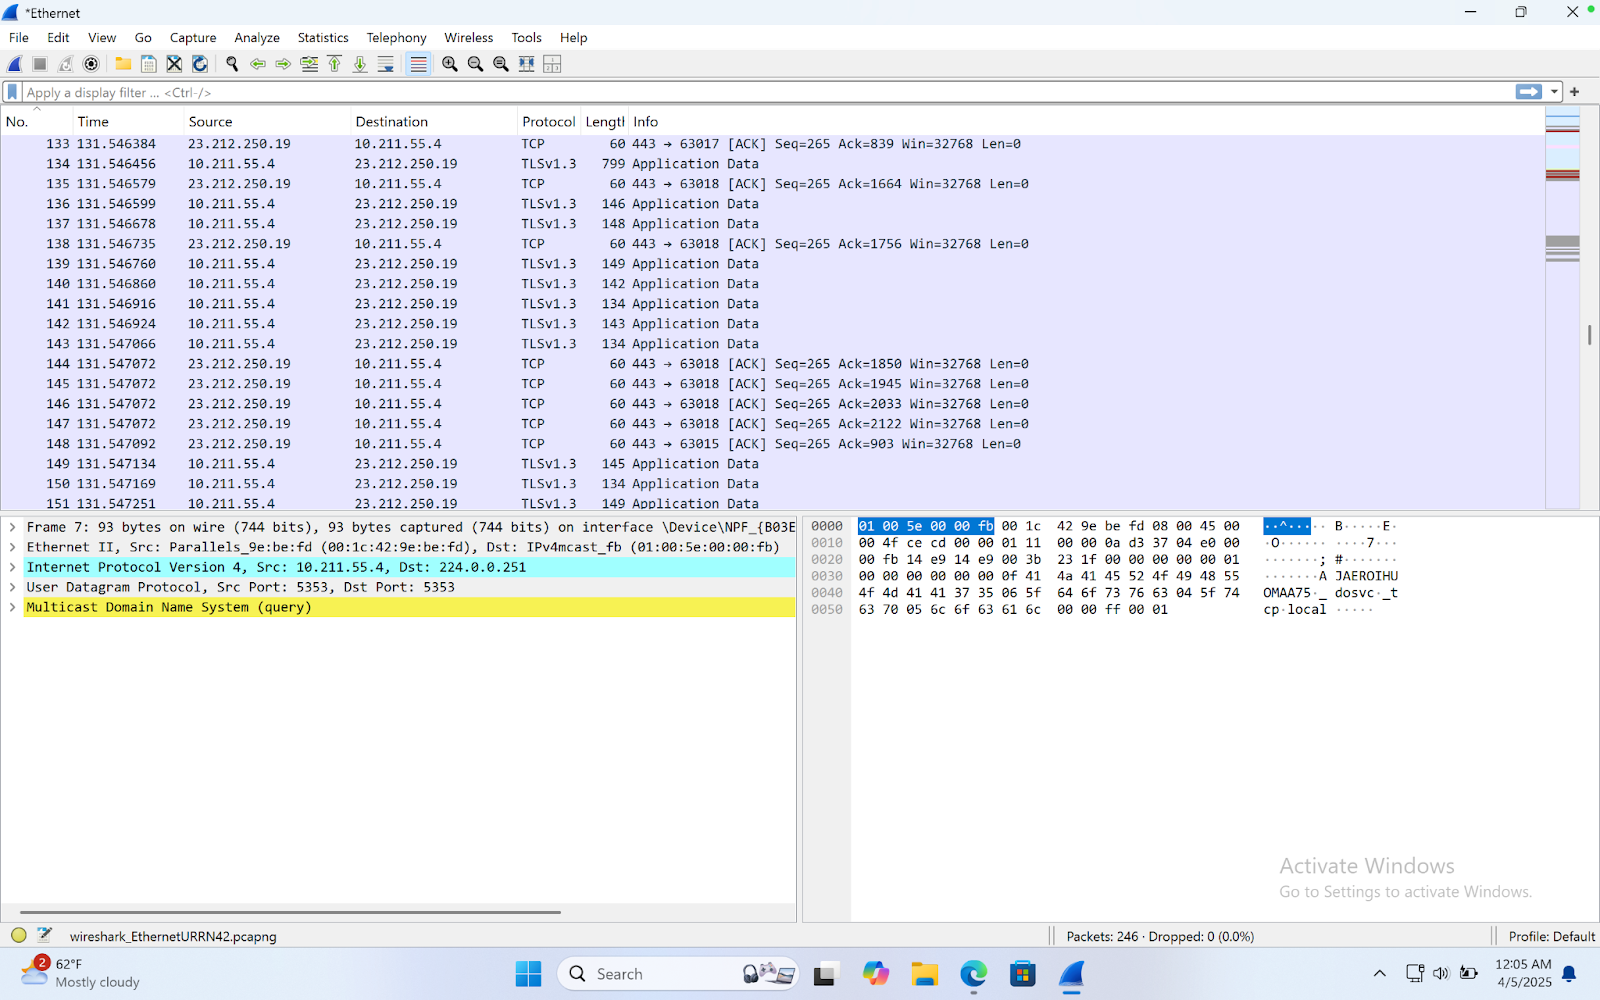 *Ethernet
File Edit View Go Capture Analyze Statistics Telephony Wireless Tools Help
Apply a display filter ... <Ctrl-/>
No. Time Source Destination Protocol Length Info
133 131.546384 23.212.250.19 10.211.55.4 TCP 60 443 → 63017 [ACK] Seq=265 Ack=839 Win=32768 Len=0
134 131.546456 10.211.55.4 23.212.250.19 TLSv1.3 799 Application Data
135 131.546579 23.212.250.19 10.211.55.4 TCP 60 443 → 63018 [ACK] Seq=265 Ack=1664 Win=32768 Len=0
136 131.546599 10.211.55.4 23.212.250.19 TLSv1.3 146 Application Data
137 131.546678 10.211.55.4 23.212.250.19 TLSv1.3 148 Application Data
138 131.546735 23.212.250.19 10.211.55.4 TCP 60 443 → 63018 [ACK] Seq=265 Ack=1756 Win=32768 Len=0
139 131.546760 10.211.55.4 23.212.250.19 TLSv1.3 149 Application Data
140 131.546860 10.211.55.4 23.212.250.19 TLSv1.3 142 Application Data
141 131.546916 10.211.55.4 23.212.250.19 TLSv1.3 134 Application Data
142 131.546924 10.211.55.4 23.212.250.19 TLSv1.3 143 Application Data
143 131.547066 10.211.55.4 23.212.250.19 TLSv1.3 134 Application Data
144 131.547072 23.212.250.19 10.211.55.4 TCP 60 443 → 63018 [ACK] Seq=265 Ack=1850 Win=32768 Len=0
145 131.547072 23.212.250.19 10.211.55.4 TCP 60 443 → 63018 [ACK] Seq=265 Ack=1945 Win=32768 Len=0
146 131.547072 23.212.250.19 10.211.55.4 TCP 60 443 → 63018 [ACK] Seq=265 Ack=2033 Win=32768 Len=0
147 131.547072 23.212.250.19 10.211.55.4 TCP 60 443 → 63018 [ACK] Seq=265 Ack=2122 Win=32768 Len=0
148 131.547092 23.212.250.19 10.211.55.4 TCP 60 443 → 63015 [ACK] Seq=265 Ack=903 Win=32768 Len=0
149 131.547134 10.211.55.4 23.212.250.19 TLSv1.3 145 Application Data
150 131.547169 10.211.55.4 23.212.250.19 TLSv1.3 134 Application Data
151 131.547251 10.211.55.4 23.212.250.19 TLSv1.3 149 Application Data
Frame 7: 93 bytes on wire (744 bits), 93 bytes captured (744 bits) on interface \Device\NPF_{B03E
Ethernet II, Src: Parallels_9e:be:fd (00:1c:42:9e:be:fd), Dst: IPv4mcast_fb (01:00:5e:00:00:fb)
Internet Protocol Version 4, Src: 10.211.55.4, Dst: 224.0.0.251
User Datagram Protocol, Src Port: 5353, Dst Port: 5353
Multicast Domain Name System (query)
0000 01 00 5e 00 00 fb 00 1c 42 9e be fd 08 00 45 00 ··^····· B·····E·
0010 00 4f ce cd 00 00 01 11 00 00 0a d3 37 04 e0 00 ·O······ ····7···
0020 00 fb 14 e9 14 e9 00 3b 23 1f 00 00 00 00 00 01 ·······; #·······
0030 00 00 00 00 00 00 0f 41 4a 41 45 52 4f 49 48 55 ·······A JAEROIHU
0040 4f 4d 41 41 37 35 06 5f 64 6f 73 76 63 04 5f 74 OMAA75·_ dosvc·_t
0050 63 70 05 6c 6f 63 61 6c 00 00 ff 00 01 cp·local ·····
Activate Windows
Go to Settings to activate Windows.
wireshark_EthernetURRN42.pcapng Packets: 246 · Dropped: 0 (0.0%) Profile: Default
2 62°F
Mostly cloudy
Search
12:05 AM
4/5/2025